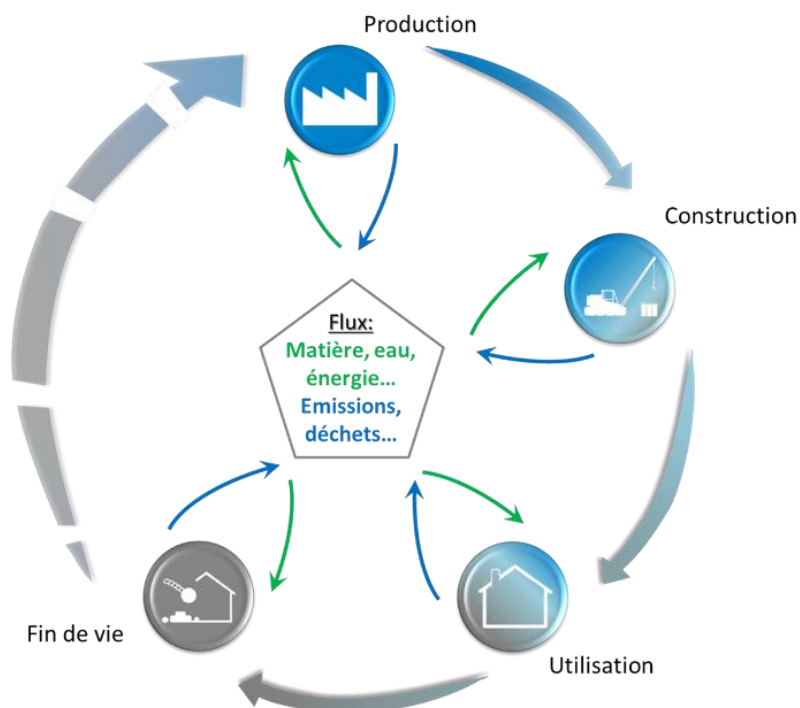 Production
Construction
Flux:
Matière, eau,
énergie...
Emissions,
déchets...
Fin de vie
Utilisation